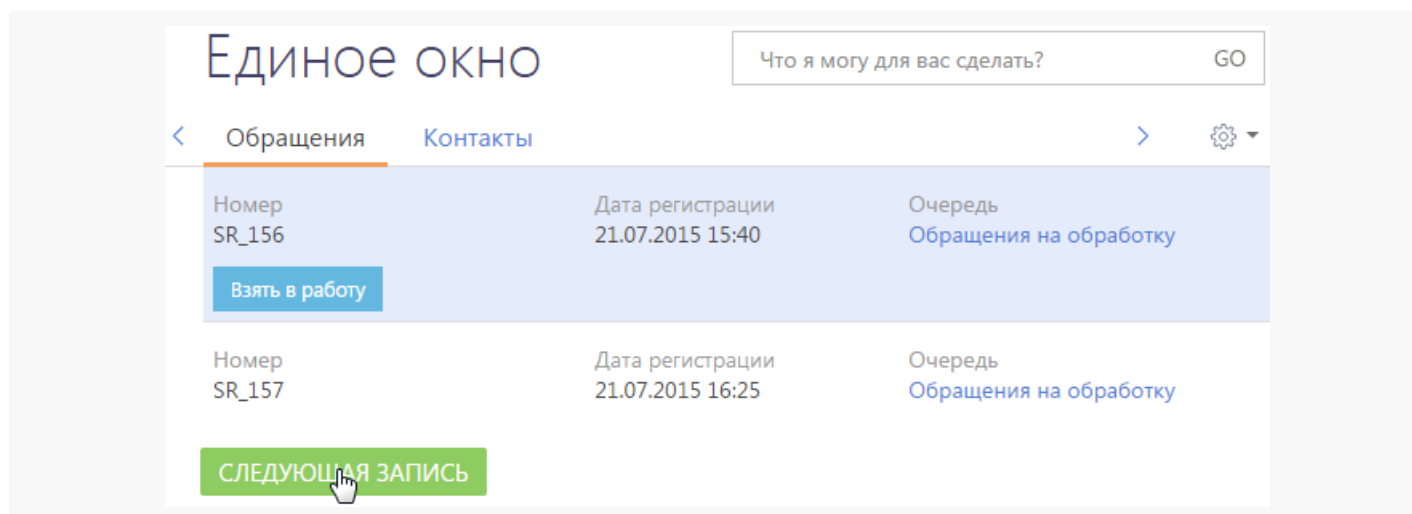 Единое окно
Что я могу для вас сделать? GO
Обращения Контакты
Номер Дата регистрации Очередь
SR_156 21.07.2015 15:40 Обращения на обработку
Взять в работу
Номер Дата регистрации Очередь
SR_157 21.07.2015 16:25 Обращения на обработку
СЛЕДУЮЩАЯ ЗАПИСЬ